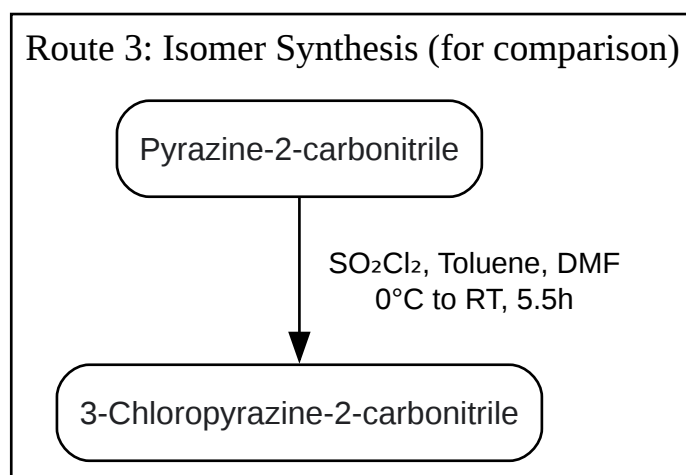 Route 3: Isomer Synthesis (for comparison)
Pyrazine-2-carbonitrile
SO₂Cl₂, Toluene, DMF
0°C to RT, 5.5h
3-Chloropyrazine-2-carbonitrile